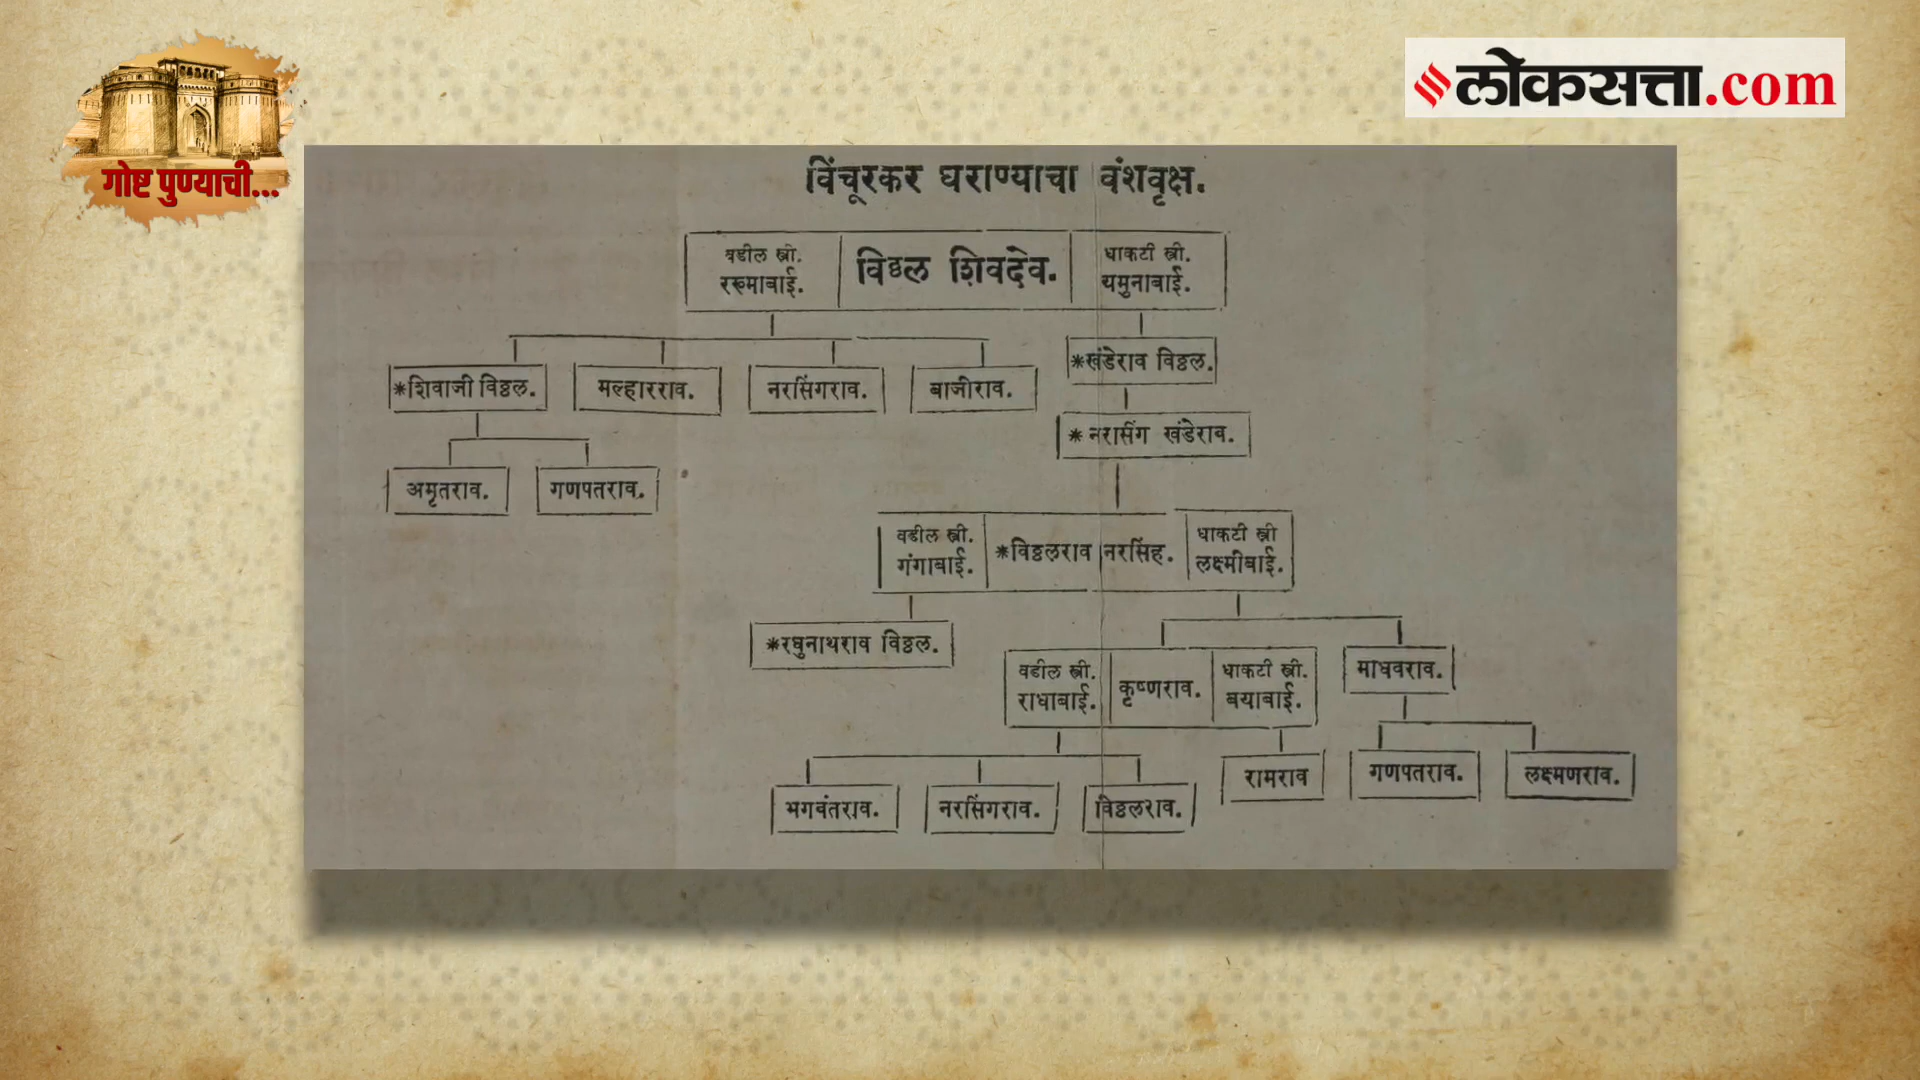 गोष्ट पुण्याची...
लोकसत्ता.com
विंचूरकर घराण्याचा वंशवृक्ष.
वडील स्त्री.
रखमाबाई.
विठ्ठल शिवदेव.
धाकटी स्त्री.
यमुनाबाई.
*शिवाजी विठ्ठल.
मल्हारराव.
नरसिंगराव.
बाजीराव.
*खंडेराव विठ्ठल.
* नरसिंग खंडेराव.
अमृतराव.
गणपतराव.
वडील स्त्री.
गंगाबाई.
*विठ्ठलराव नरसिंह.
धाकटी स्त्री
लक्ष्मीबाई.
*रघुनाथराव विठ्ठल.
वडील स्त्री.
राधाबाई.
कृष्णराव.
धाकटी स्त्री.
बयाबाई.
माधवराव.
भगवंतराव.
नरसिंगराव.
विठ्ठलराव.
रामराव
गणपतराव.
लक्ष्मणराव.